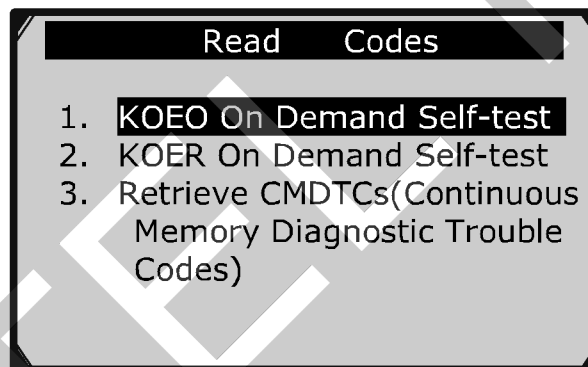 Read Codes
1. KOEO On Demand Self-test
2. KOER On Demand Self-test
3. Retrieve CMDTCs(Continuous
Memory Diagnostic Trouble
Codes)